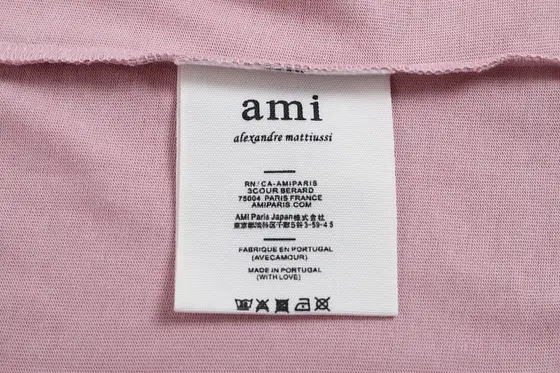 ami
alexandre mattiussi
RN/CA-AMIPARIS
3COUR BERARD
75004 PARIS FRANCE
AMIPARIS.COM
AMI Paris Japan株式会社
FABRIQUE EN PORTUGAL
(AVECAMOUR)
MADE IN PORTUGAL
(WITH LOVE)